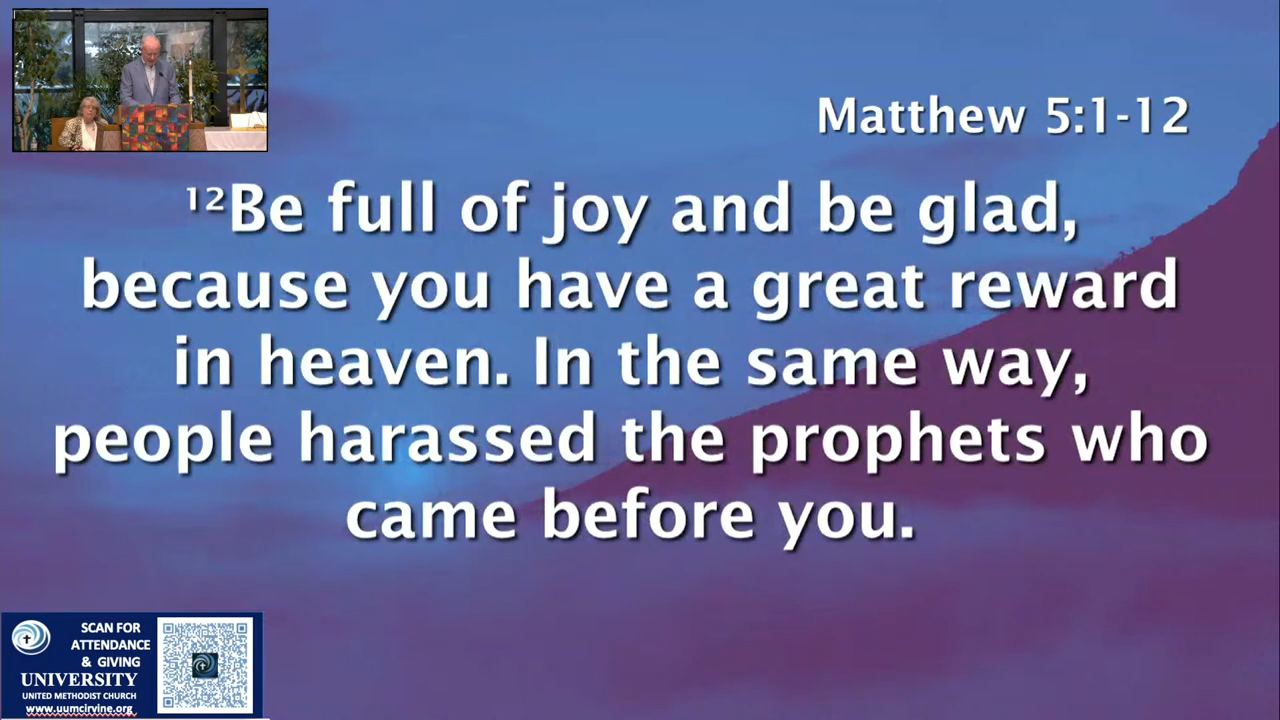 Matthew 5:1-12
¹²Be full of joy and be glad,
because you have a great reward
in heaven. In the same way,
people harassed the prophets who
came before you.
SCAN FOR
ATTENDANCE
& GIVING
UNIVERSITY
UNITED METHODIST CHURCH
www.uumcirvine.org